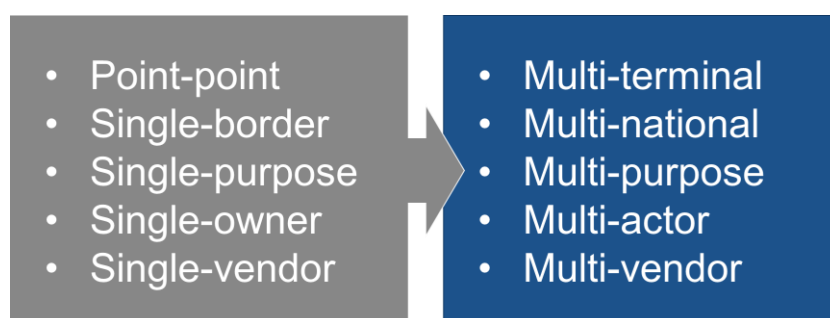 • Point-point
• Single-border
• Single-purpose
• Single-owner
• Single-vendor
• Multi-terminal
• Multi-national
• Multi-purpose
• Multi-actor
• Multi-vendor